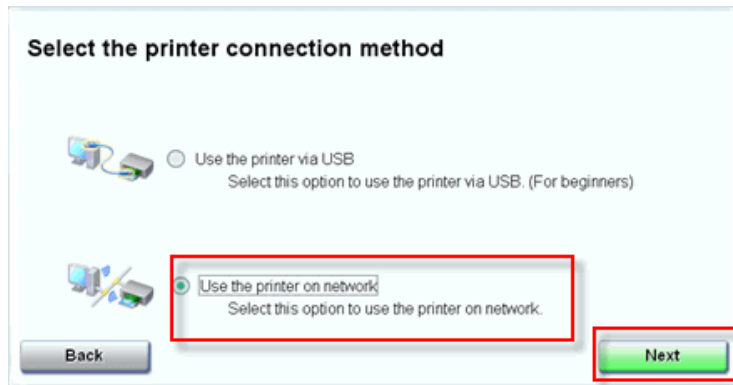 Select the printer connection method
Use the printer via USB
Select this option to use the printer via USB. (For beginners)
Use the printer on network
Select this option to use the printer on network.
Back
Next